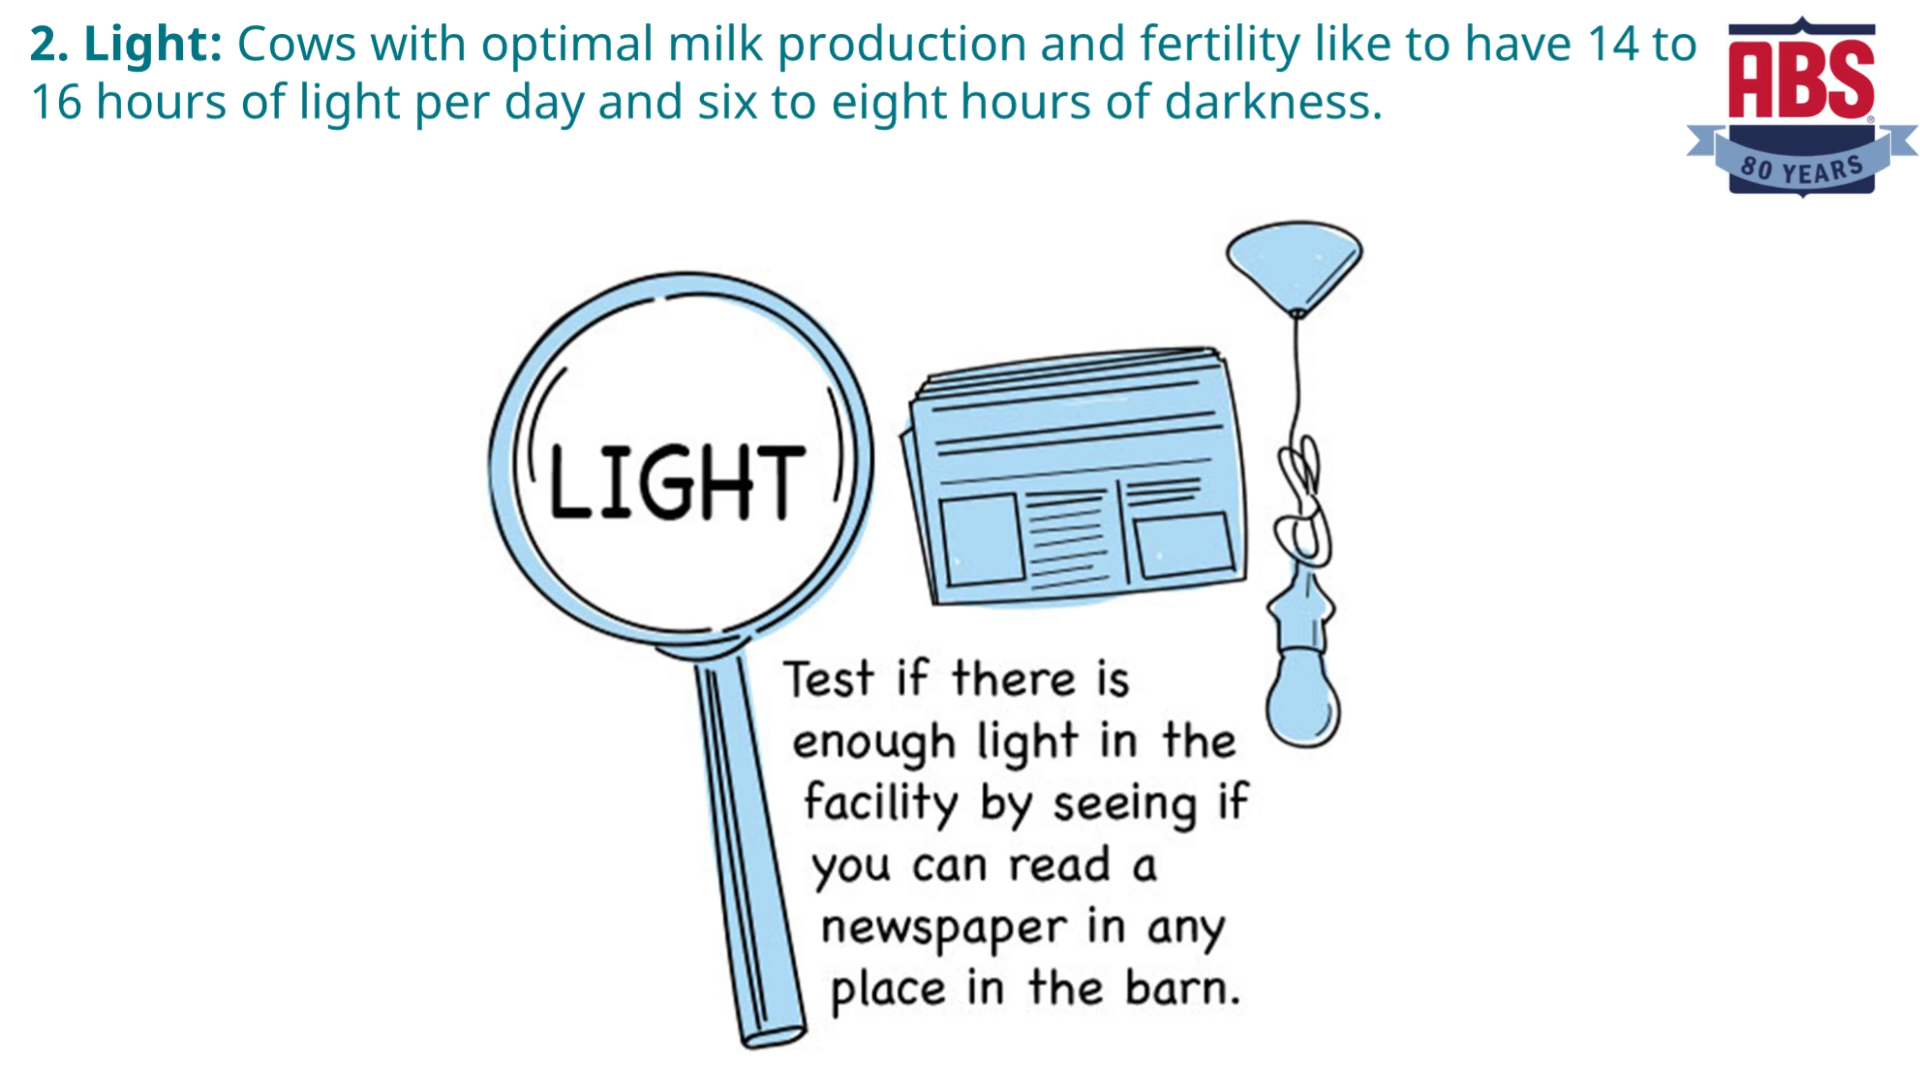 2. Light: Cows with optimal milk production and fertility like to have 14 to
16 hours of light per day and six to eight hours of darkness.
ABS®
80 YEARS
LIGHT
Test if there is
enough light in the
facility by seeing if
you can read a
newspaper in any
place in the barn.